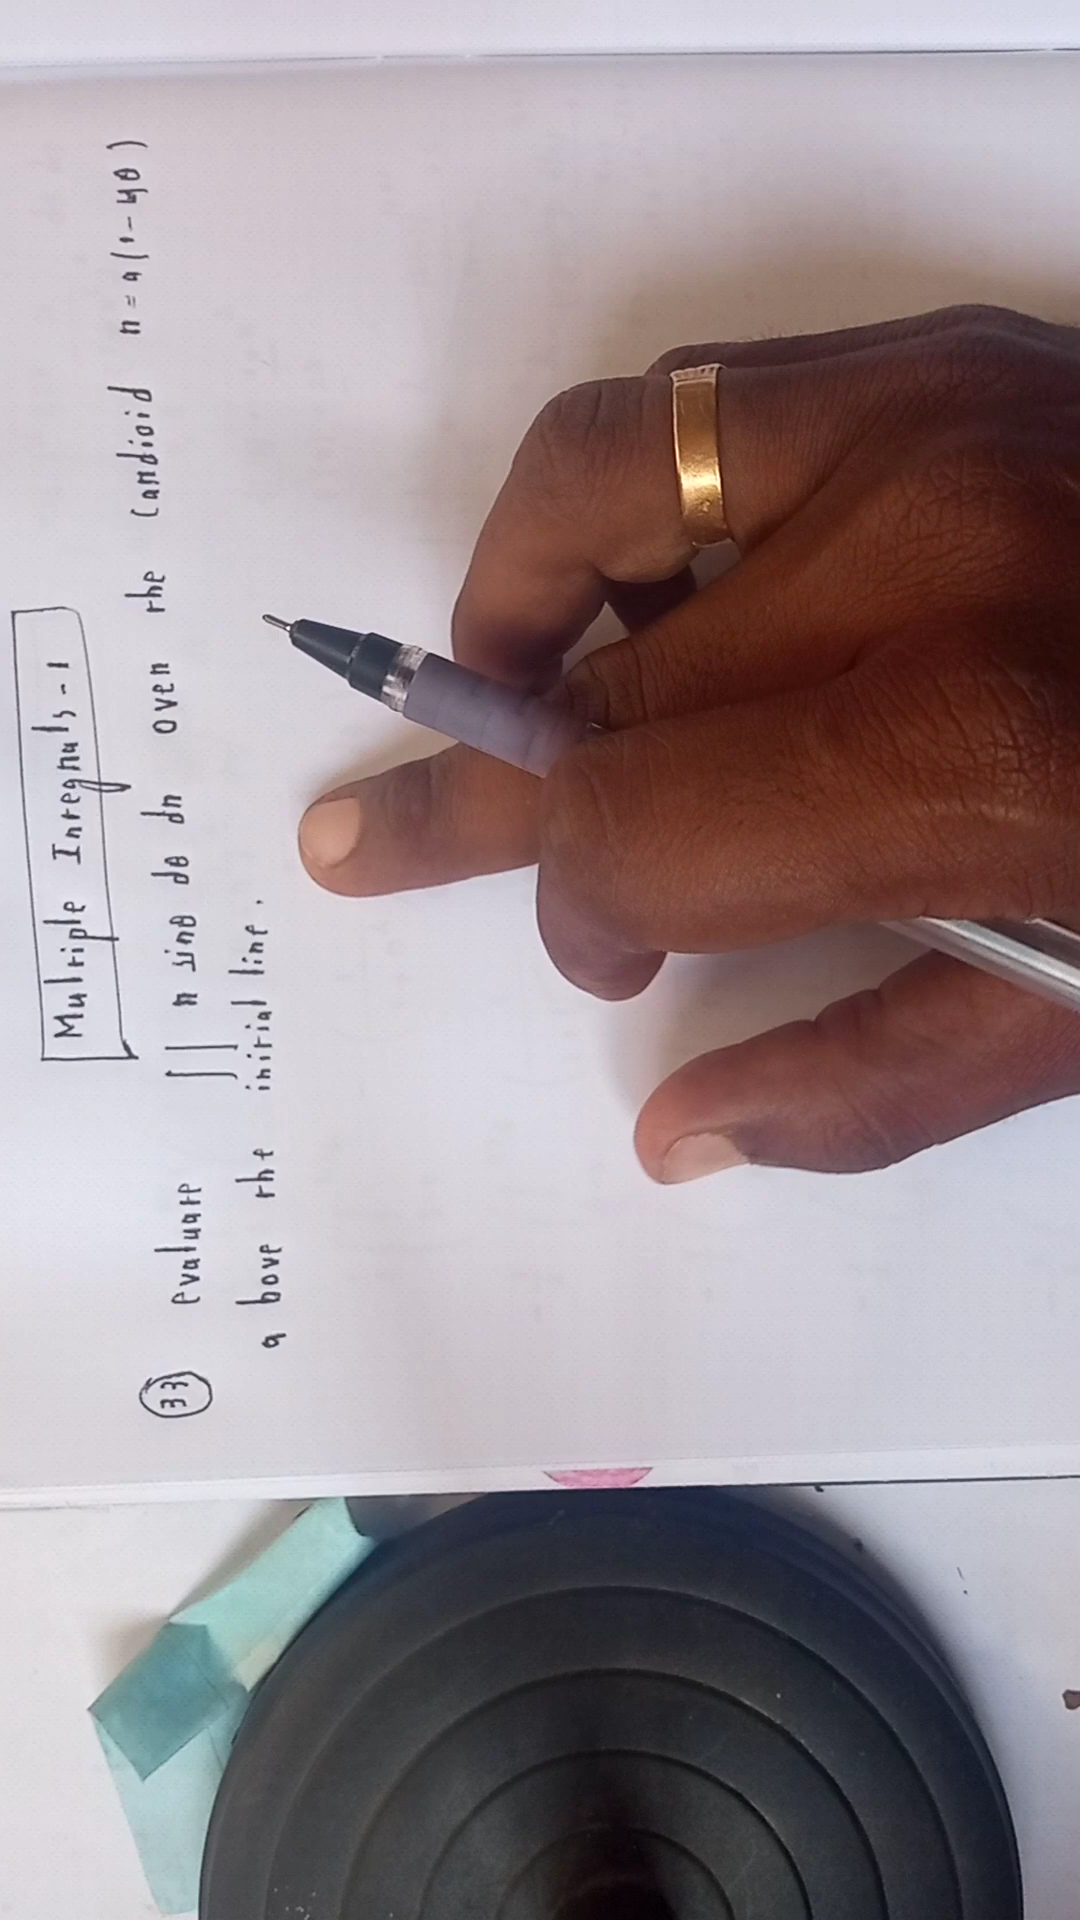 Multiple Integrals-1
33 evaluate ∫∫ r sinθ dθ dr over the cardioid r = a(1-cosθ)
above the initial line.